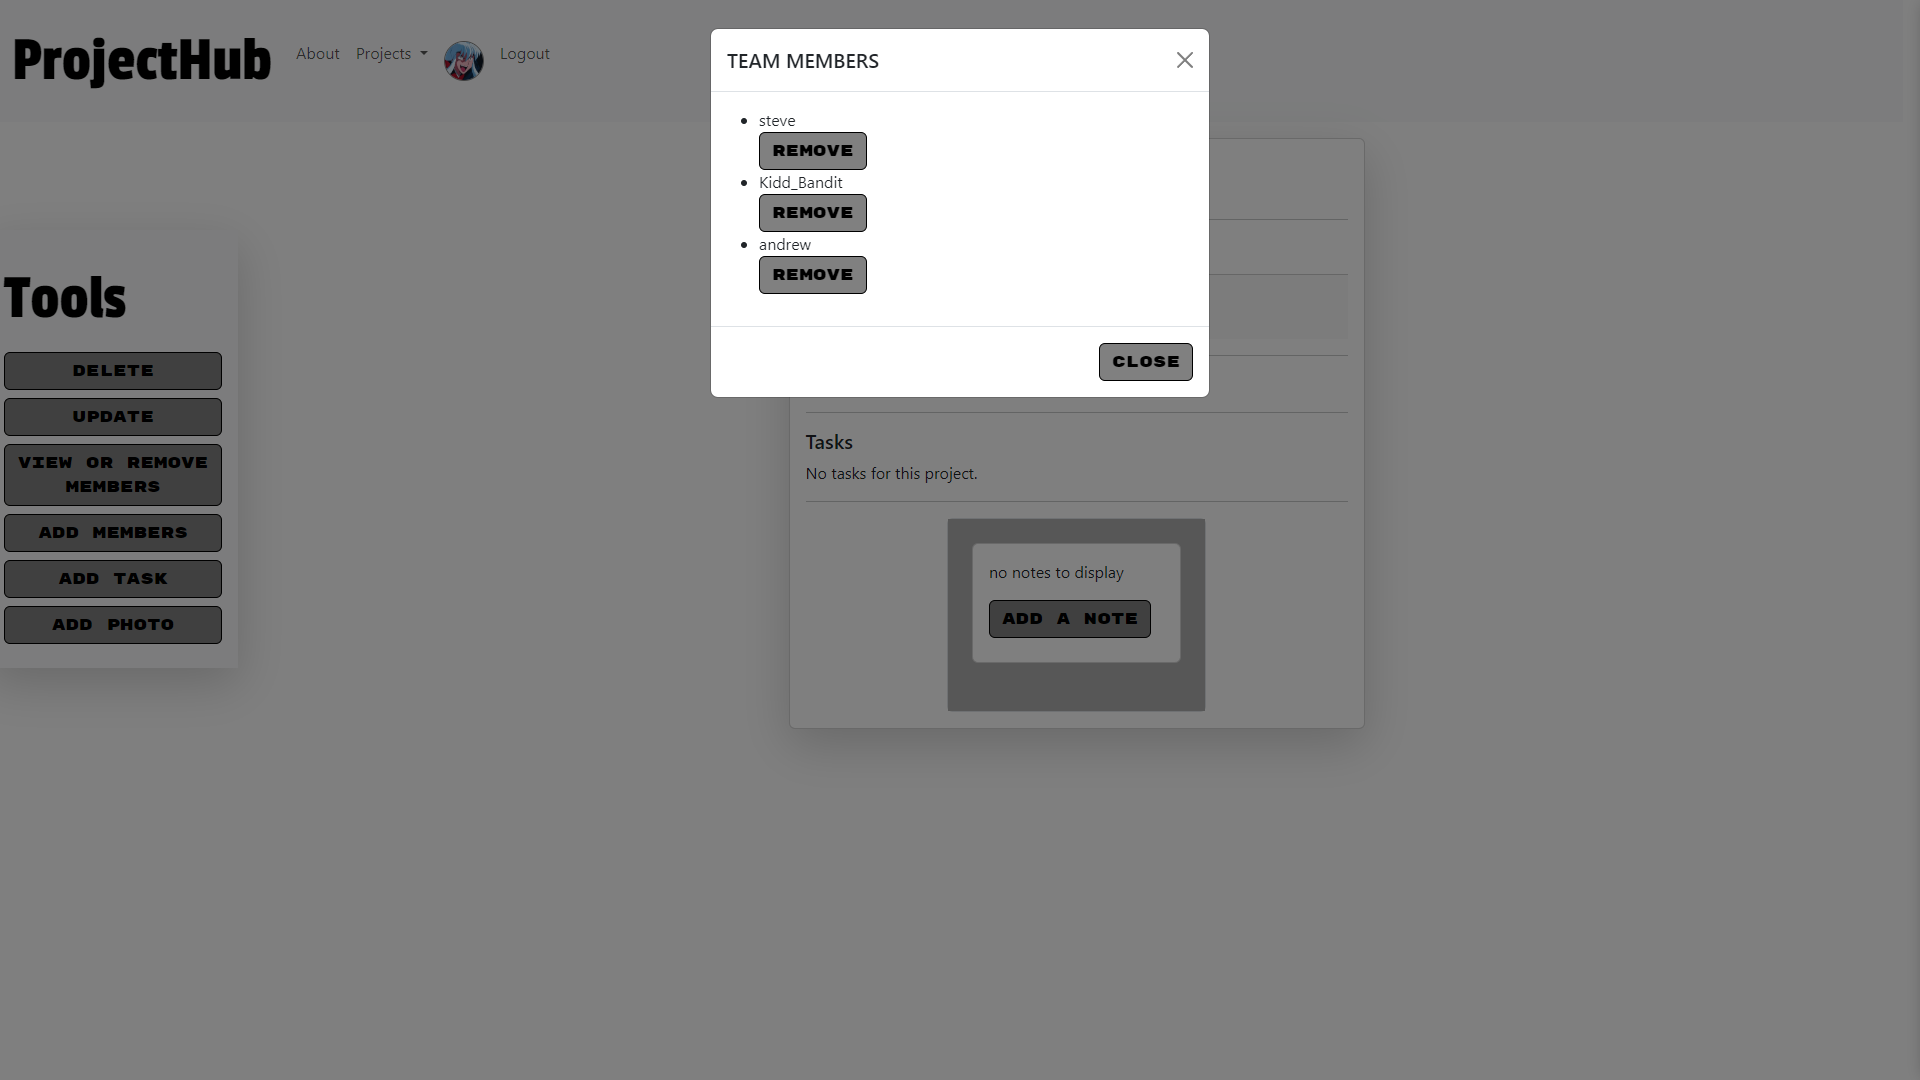 ProjectHub
About
Projects
Logout
TEAM MEMBERS
steve
REMOVE
Kidd_Bandit
REMOVE
andrew
REMOVE
CLOSE
Tools
DELETE
UPDATE
VIEW OR REMOVE
MEMBERS
ADD MEMBERS
ADD TASK
ADD PHOTO
Tasks
No tasks for this project.
no notes to display
ADD A NOTE